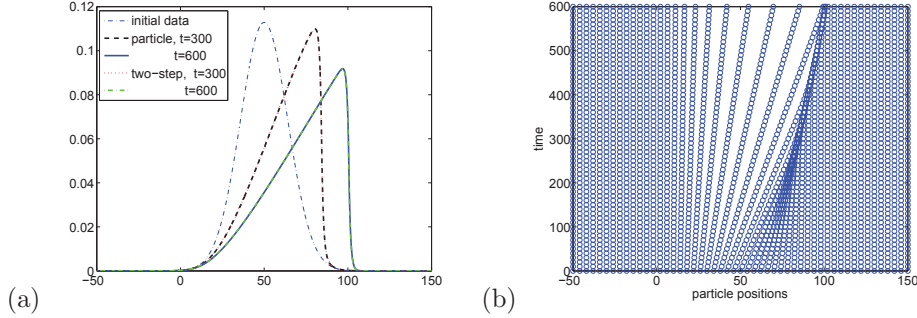 0.12
0.1
0.08
0.06
0.04
0.02
0
−50 0 50 100 150
initial data
particle, t=300
t=600
two−step, t=300
t=600
(a)
600
500
400
300
200
100
0
time
−50 0 50 100 150
particle positions
(b)